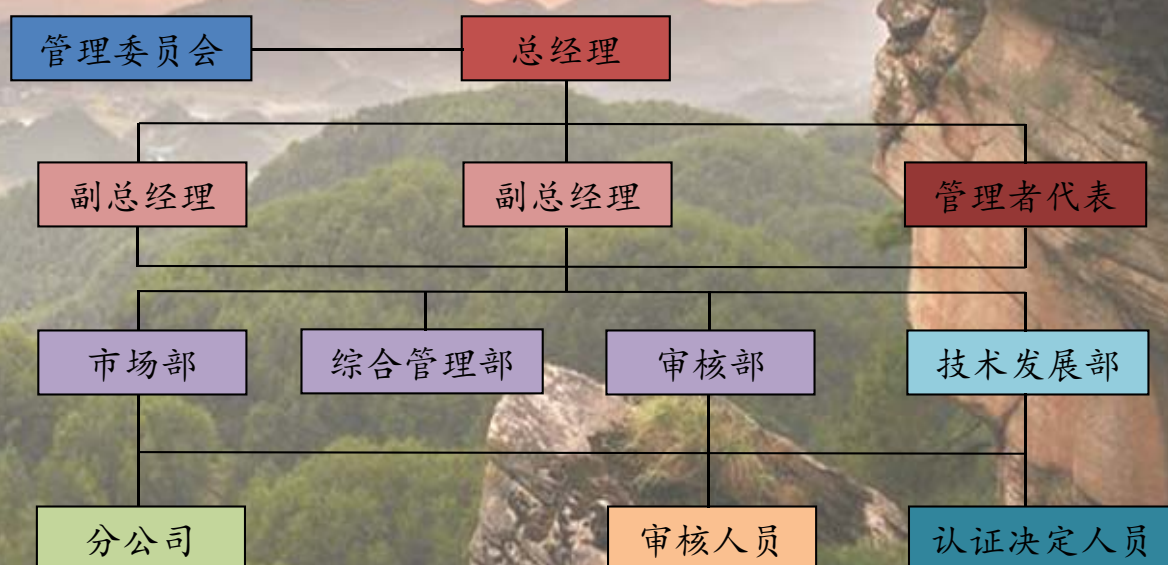 管理委员会
总经理
副总经理
副总经理
管理者代表
市场部
综合管理部
审核部
技术发展部
分公司
审核人员
认证决定人员